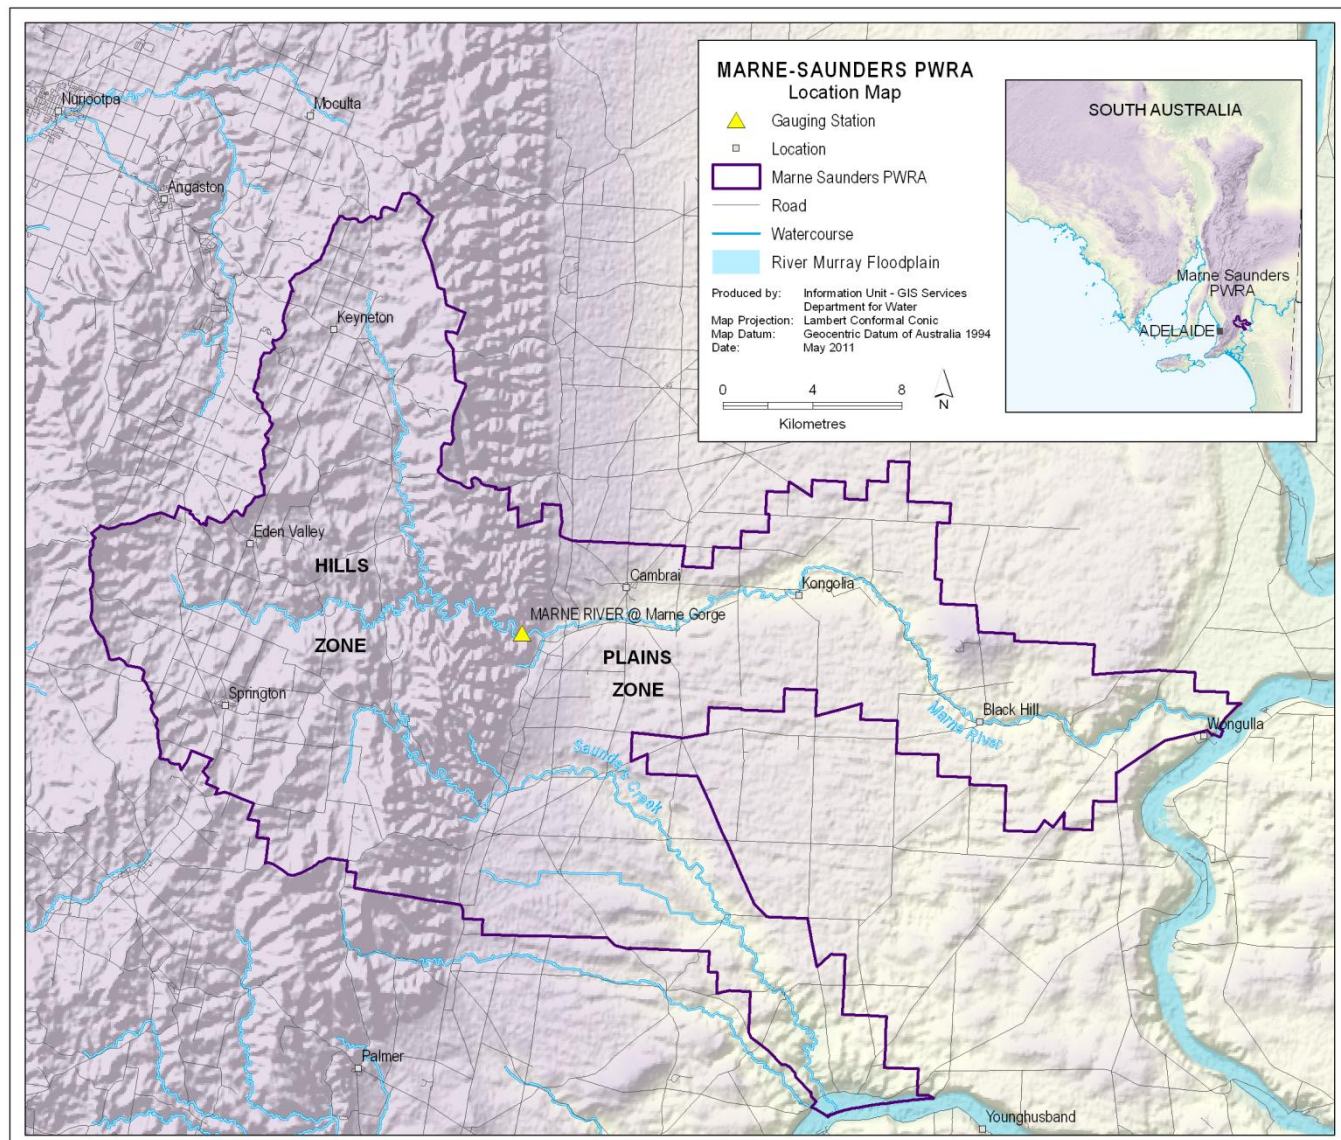 MARNE-SAUNDERS PWRA
Location Map
Gauging Station
Location
Marne Saunders PWRA
Road
Watercourse
River Murray Floodplain
Produced by: Information Unit - GIS Services
Department for Water
Map Projection: Lambert Conformal Conic
Map Datum: Geocentric Datum of Australia 1994
Date: May 2011
0 4 8
Kilometres
N
SOUTH AUSTRALIA
Marne Saunders
PWRA
ADELAIDE
Nuriootpa
Moculta
Angaston
Keyneton
Eden Valley
HILLS
ZONE
Cambrai
Kongolia
MARNE RIVER @ Marne Gorge
PLAINS
ZONE
Springton
Black Hill
Marne River
Wongulla
Saunders Creek
Palmer
Younghusband